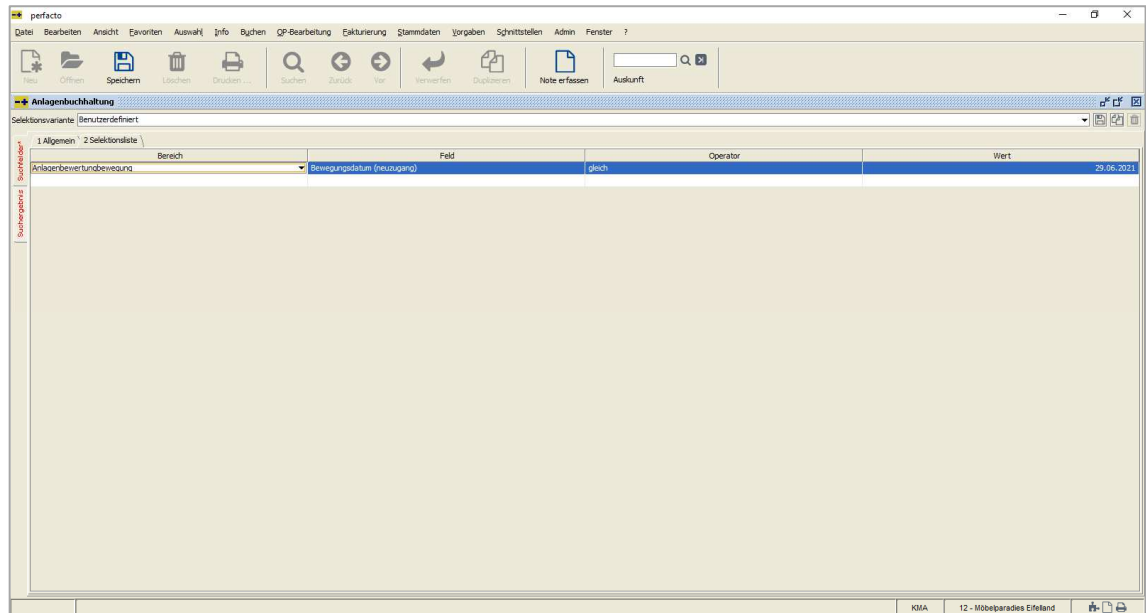 perfacto
Datei Bearbeiten Ansicht Favoriten Auswahl Info Buchen OP-Bearbeitung Fakturierung Stammdaten Vorgaben Schnittstellen Admin Fenster ?
Neu Öffnen Speichern Löschen Drucken ... Suchen Zurück Vor Verwerfen Duplizieren Note erfassen Auskunft
Anlagenbuchhaltung
Selektionsvariante Benutzerdefiniert
1 Allgemein 2 Selektionsliste
Suchfelder*
Suchergebnis
Bereich Feld Operator Wert
Anlagenbewertungbewegung Bewegungsdatum (neuzugang) gleich 29.06.2021
KMA 12 - Möbelparadies Eifelland